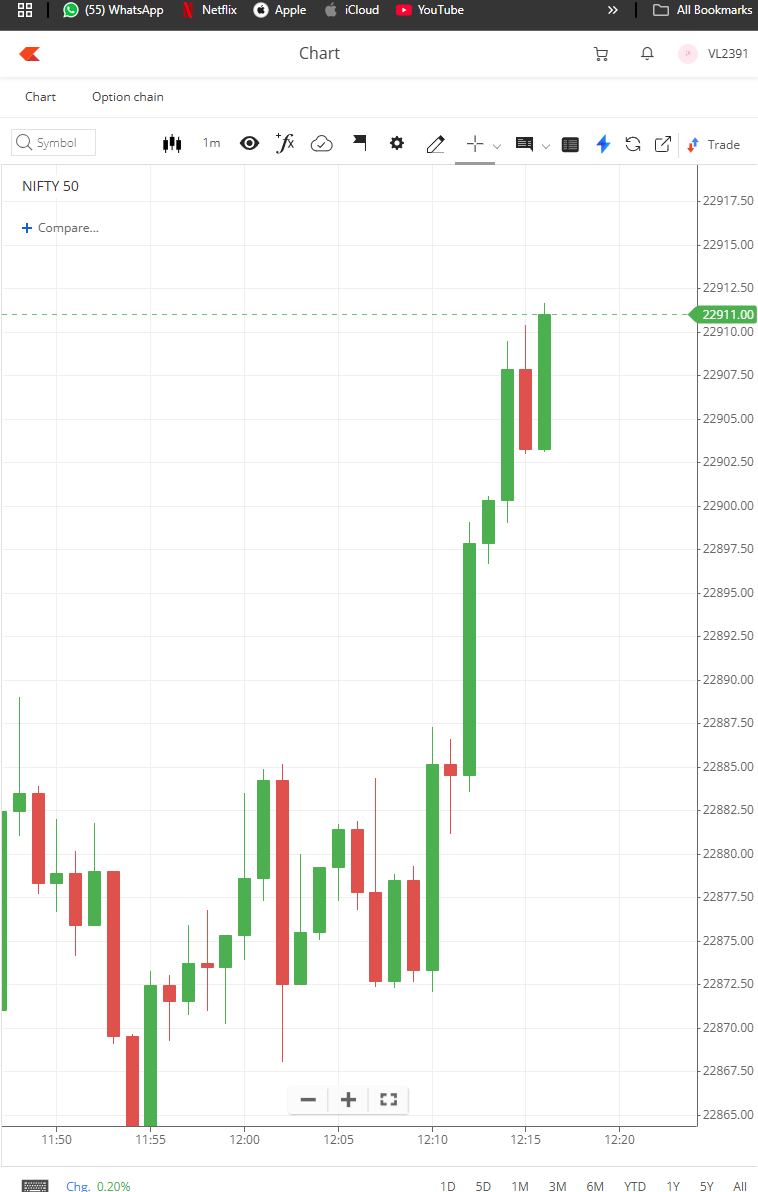 (55) WhatsApp Netflix Apple iCloud YouTube » All Bookmarks
Chart VL2391
Chart Option chain
Symbol 1m ƒx Trade
NIFTY 50
+ Compare...
22917.50
22915.00
22912.50
22911.00
22910.00
22907.50
22905.00
22902.50
22900.00
22897.50
22895.00
22892.50
22890.00
22887.50
22885.00
22882.50
22880.00
22877.50
22875.00
22872.50
22870.00
22867.50
22865.00
11:50 11:55 12:00 12:05 12:10 12:15 12:20
Chg. 0.20% 1D 5D 1M 3M 6M YTD 1Y 5Y All